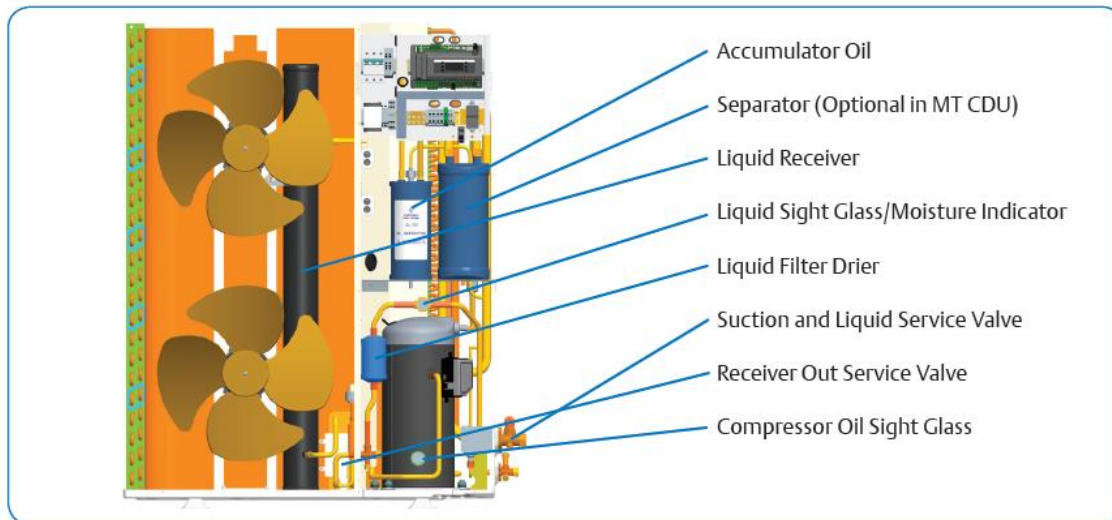 Accumulator Oil
Separator (Optional in MT CDU)
Liquid Receiver
Liquid Sight Glass/Moisture Indicator
Liquid Filter Drier
Suction and Liquid Service Valve
Receiver Out Service Valve
Compressor Oil Sight Glass